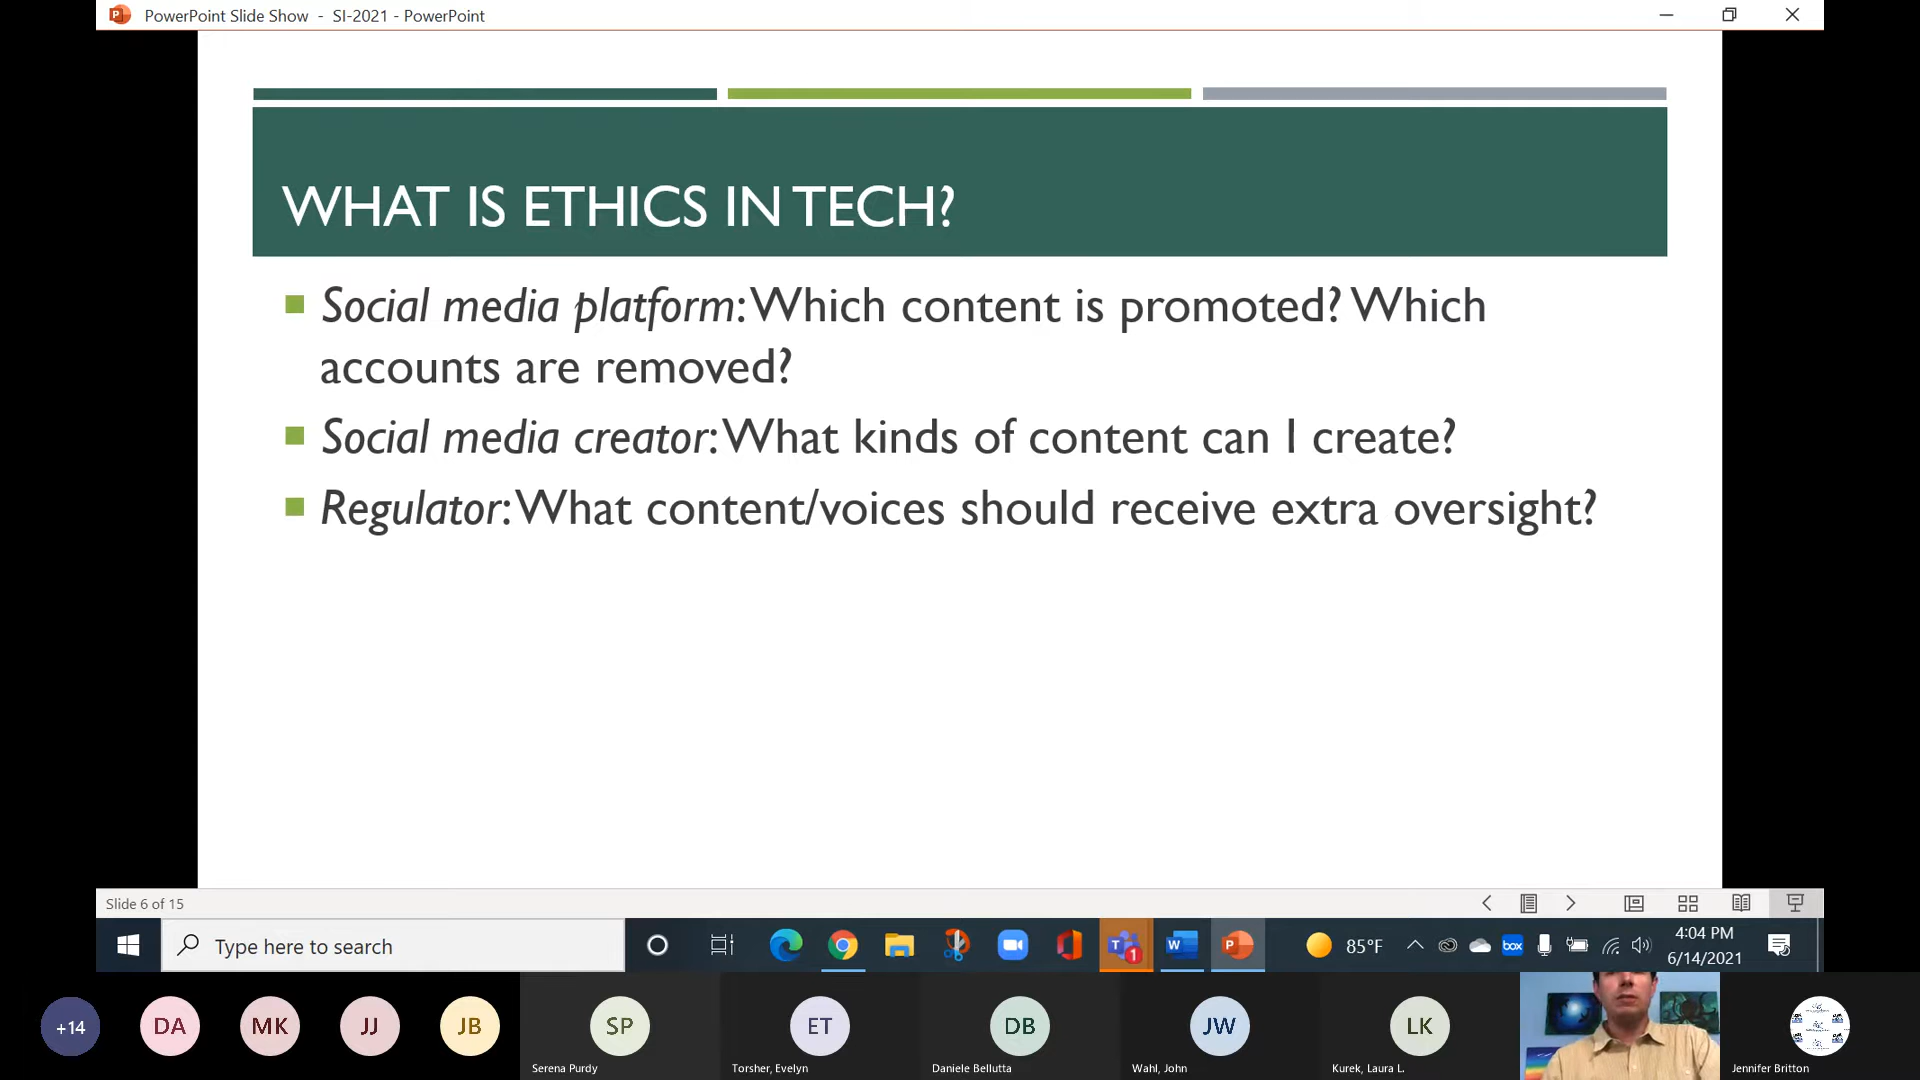 PowerPoint Slide Show - SI-2021 - PowerPoint
WHAT IS ETHICS IN TECH?
Social media platform: Which content is promoted? Which
accounts are removed?
Social media creator: What kinds of content can I create?
Regulator: What content/voices should receive extra oversight?
Slide 6 of 15
Type here to search
1
85°F
box
4:04 PM
6/14/2021
+14
DA
MK
JJ
JB
SP
ET
DB
JW
LK
Serena Purdy
Torsher, Evelyn
Daniele Bellutta
Wahl, John
Kurek, Laura L.
Jennifer Britton